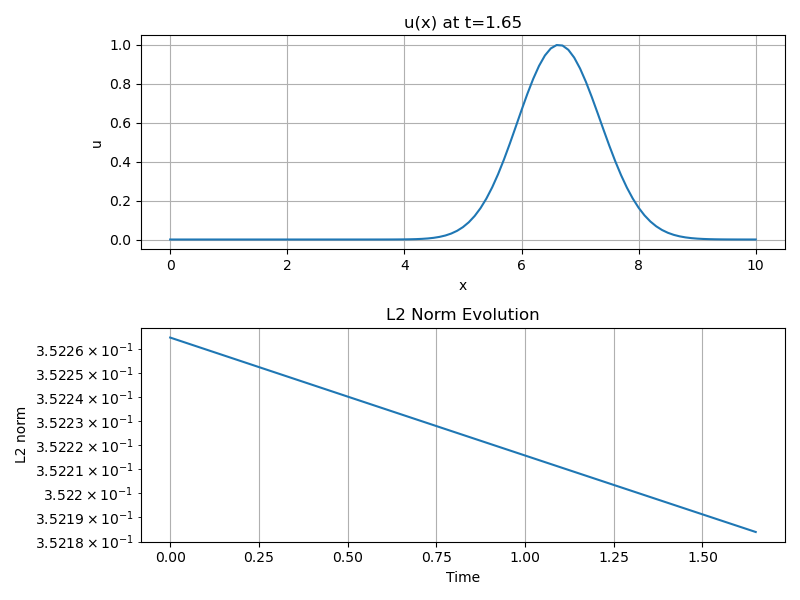 u(x) at t=1.65
1.0
0.8
0.6
0.4
0.2
0.0
u
0 2 4 6 8 10
x
L2 Norm Evolution
3.5226 × 10⁻¹
3.5225 × 10⁻¹
3.5224 × 10⁻¹
3.5223 × 10⁻¹
3.5222 × 10⁻¹
3.5221 × 10⁻¹
3.522 × 10⁻¹
3.5219 × 10⁻¹
3.5218 × 10⁻¹
L2 norm
0.00 0.25 0.50 0.75 1.00 1.25 1.50
Time